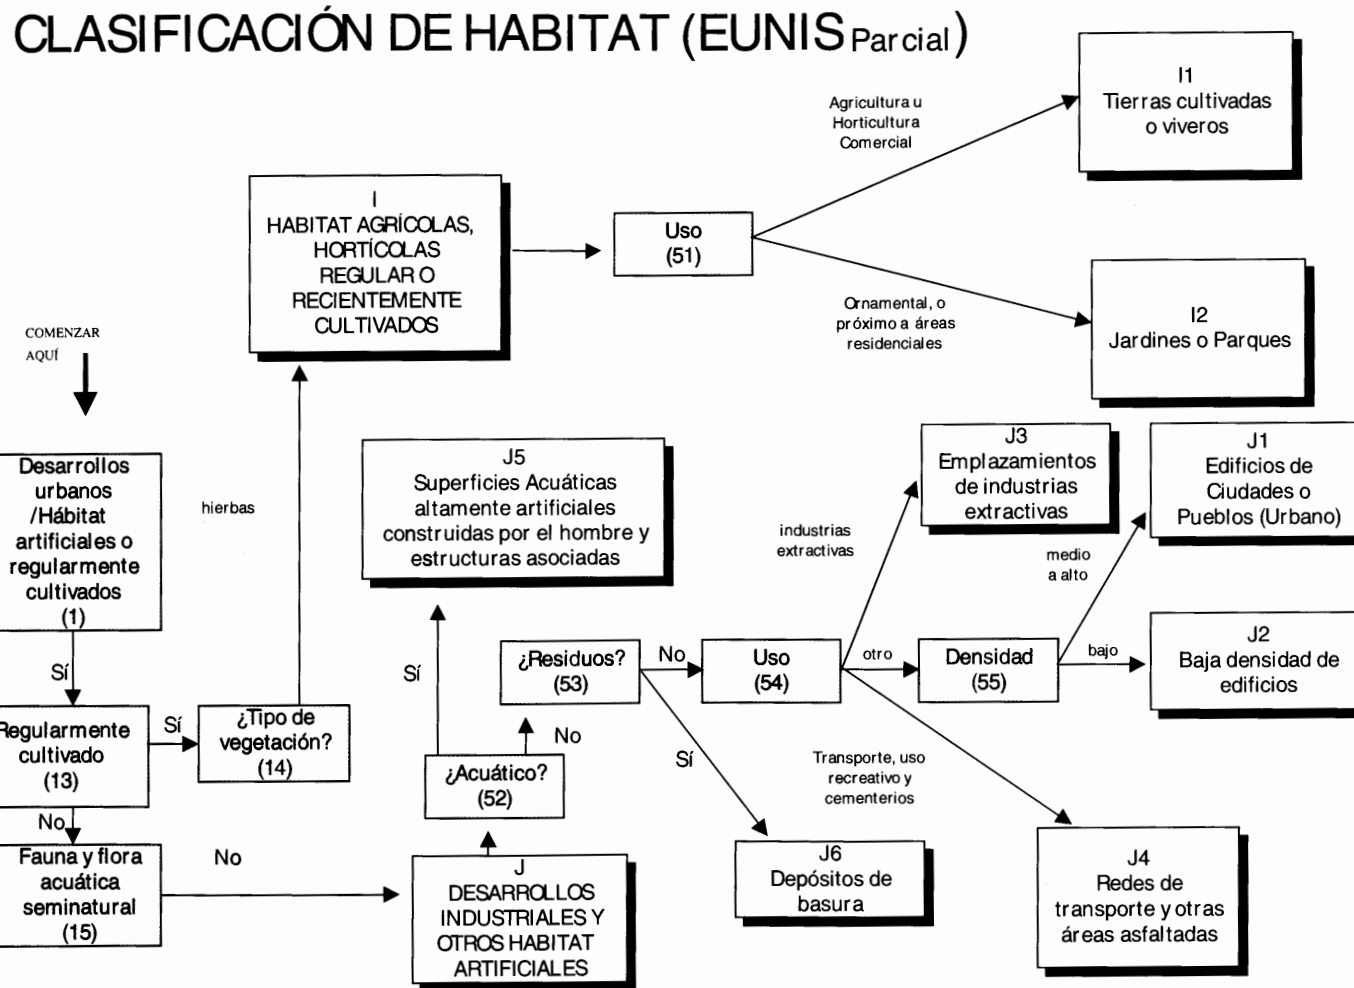 CLASIFICACIÓN DE HABITAT (EUNIS Parcial)
I1
Tierras cultivadas
o viveros
Agricultura u
Horticultura
Comercial
I
HABITAT AGRÍCOLAS,
HORTÍCOLAS
REGULAR O
RECIENTEMENTE
CULTIVADOS
Uso
(51)
Ornamental, o
próximo a áreas
residenciales
I2
Jardines o Parques
COMENZAR
AQUÍ
Desarrollos
urbanos
/Hábitat
artificiales o
regularmente
cultivados
(1)
hierbas
J5
Superficies Acuáticas
altamente artificiales
construidas por el hombre y
estructuras asociadas
industrias
extractivas
J3
Emplazamientos
de industrias
extractivas
medio
a alto
J1
Edificios de
Ciudades o
Pueblos (Urbano)
Sí
Sí
¿Residuos?
(53)
No
Uso
(54)
otro
Densidad
(55)
bajo
J2
Baja densidad de
edificios
Regularmente
cultivado
(13)
Sí
¿Tipo de
vegetación?
(14)
No
¿Acuático?
(52)
Sí
Transporte, uso
recreativo y
cementerios
No
Fauna y flora
acuática
seminatural
(15)
No
J
DESARROLLOS
INDUSTRIALES Y
OTROS HABITAT
ARTIFICIALES
J6
Depósitos de
basura
J4
Redes de
transporte y otras
áreas asfaltadas